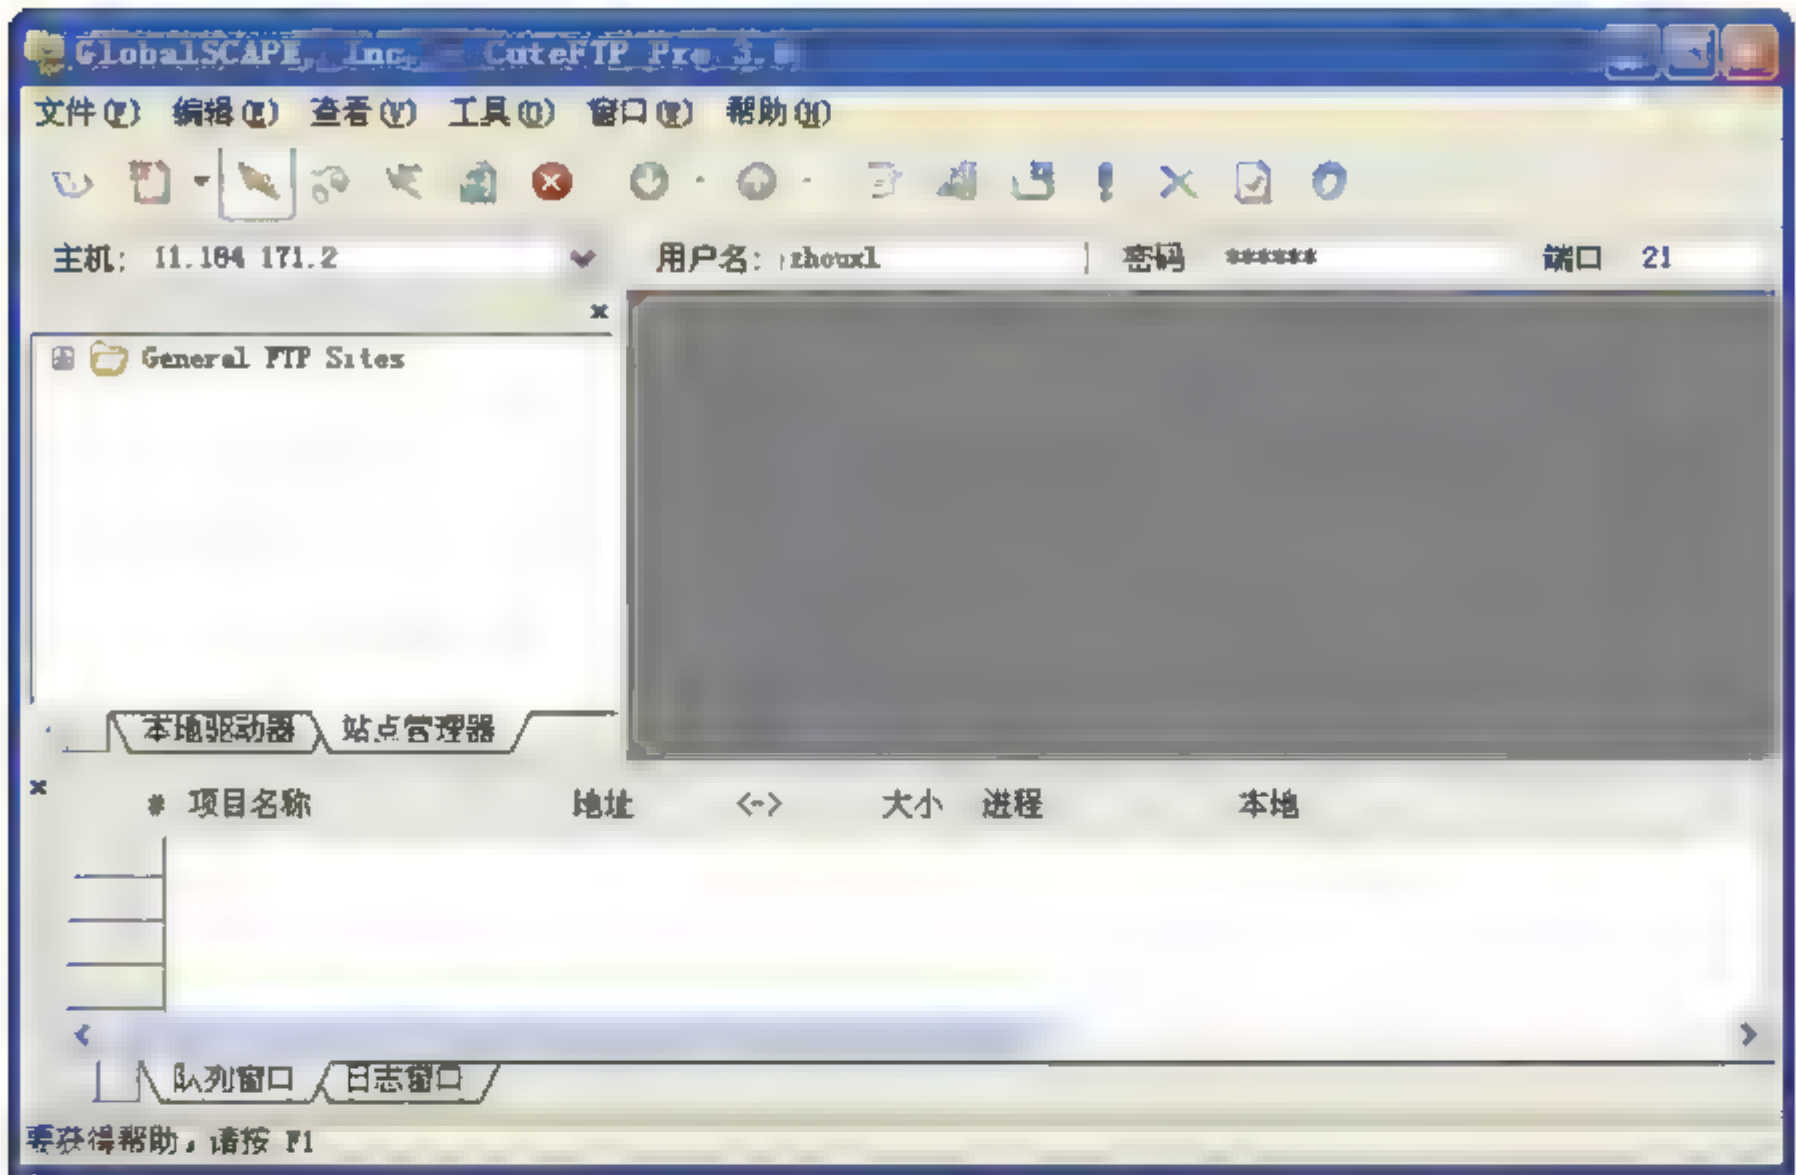 GlobalSCAPE, Inc. - CuteFTP Pro 3.
文件(F) 编辑(E) 查看(V) 工具(O) 窗口(W) 帮助(H)
主机: 11.184 171.2 用户名: zhouxl 密码 ****** 端口 21
General FTP Sites
本地驱动器 站点管理器
# 项目名称 地址 <-> 大小 进程 本地
队列窗口 日志窗口
要获得帮助，请按 F1